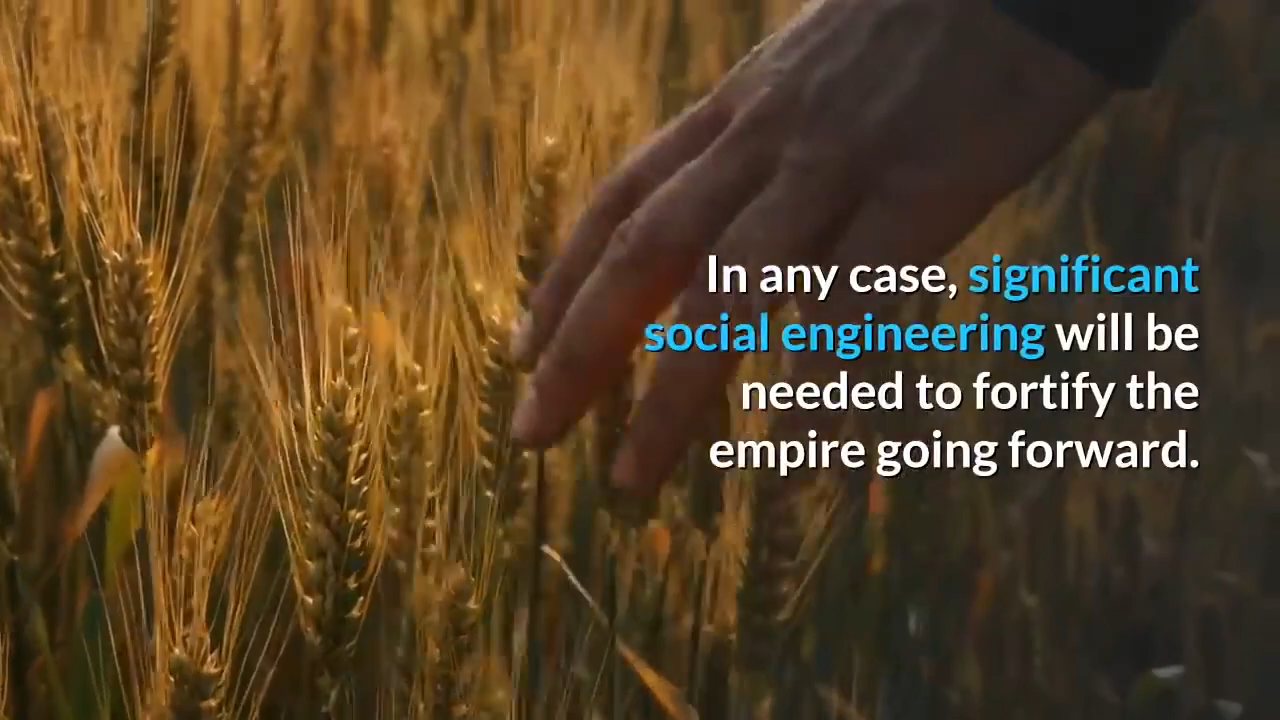 In any case, significant
social engineering will be
needed to fortify the
empire going forward.